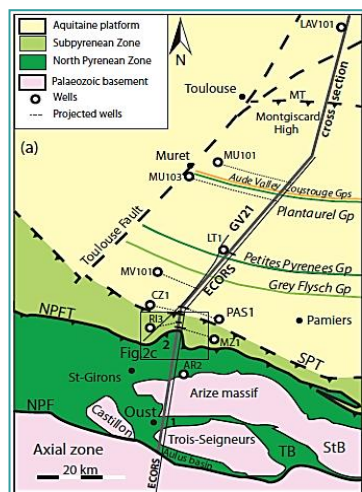 Aquitaine platform
Subpyrenean Zone
North Pyrenean Zone
Palaeozoic basement
Wells
Projected wells
N
LAV101
Toulouse
MT
Montgiscard
High
cross section
(a)
MU101
Muret
MU103
Aude Valley Joustouge Gps
Plantaurel Gp
GV21
Toulouse Fault
LT1
Petites Pyrenees Gp
MV101
ECORS
Grey Flysch Gp
CZ1
NPFT
RI3
PAS1
Pamiers
2
Fig2c
MZ1
SPT
St-Girons
AR2
Arize massif
NPF
Oust
1
Castillon
Trois-Seigneurs
StB
Axial zone
TB
Aulus basin
20 km
ECORS